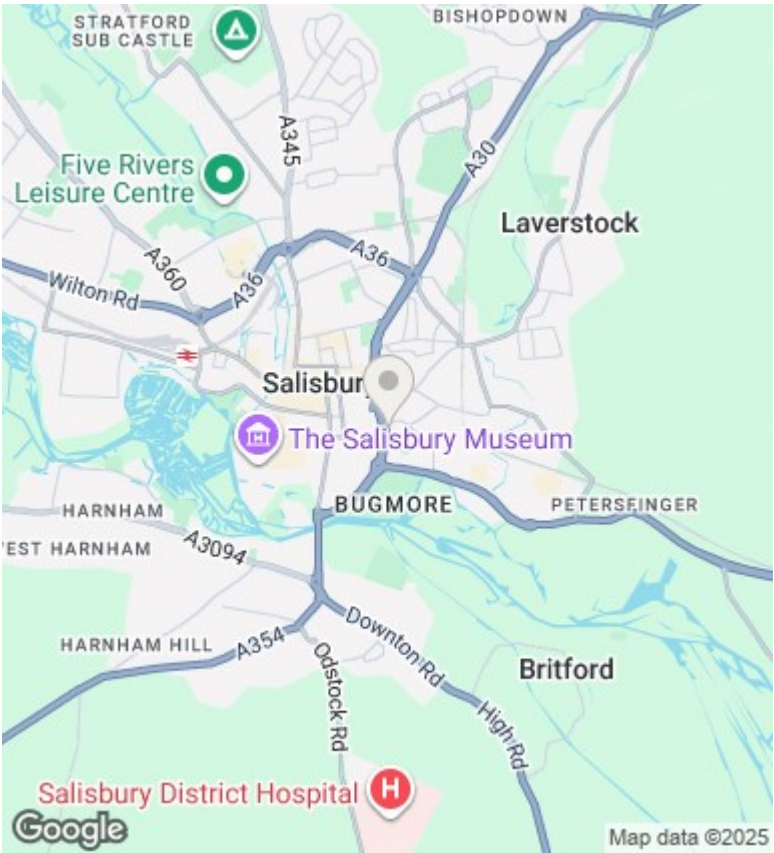 STRATFORD
SUB CASTLE
BISHOPDOWN
A345
Five Rivers
Leisure Centre
A30
Laverstock
A360
A36
A36
Wilton Rd
Salisbur
The Salisbury Museum
BUGMORE
PETERSFINGER
HARNHAM
EST HARNHAM
A3094
HARNHAM HILL
A354
Downton Rd
Odstock Rd
Britford
High Rd
Salisbury District Hospital
H
Google
Map data ©2025